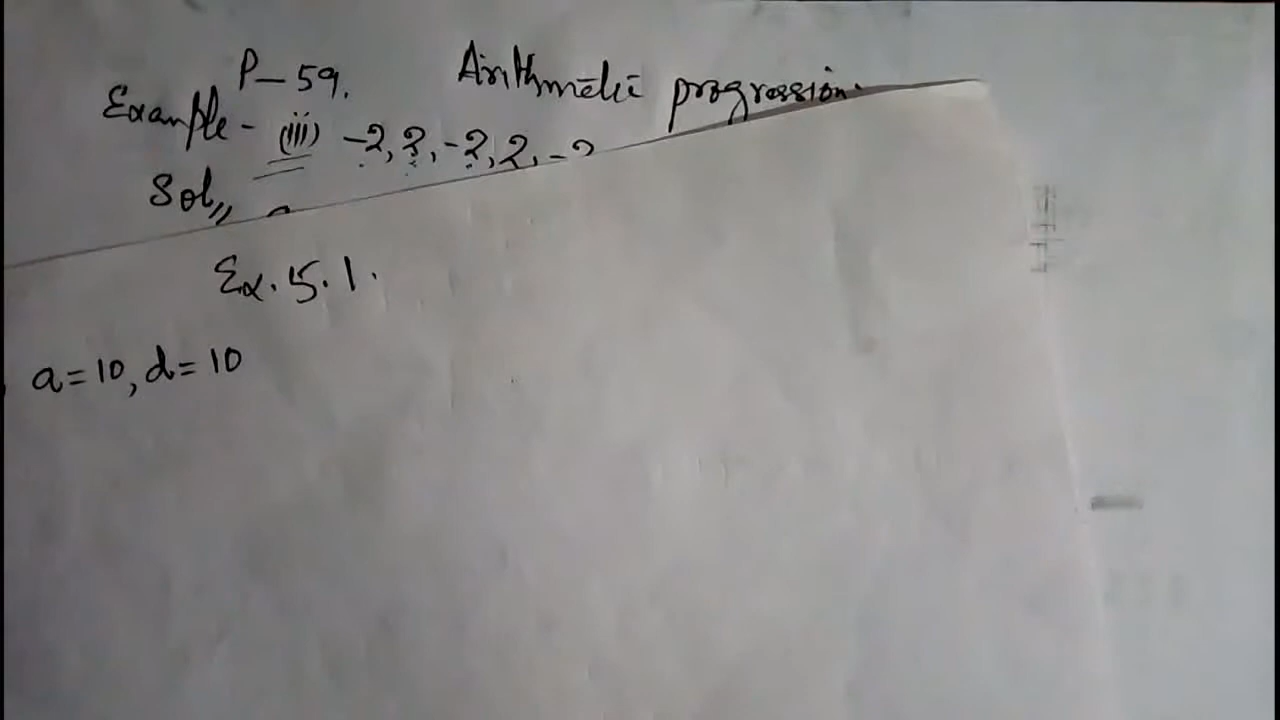 P-59. Arithmetic progression.
Example - (iii) -2, 2, -2, 2, -2
Sol,,
Ex. 5.1.
a=10, d=10